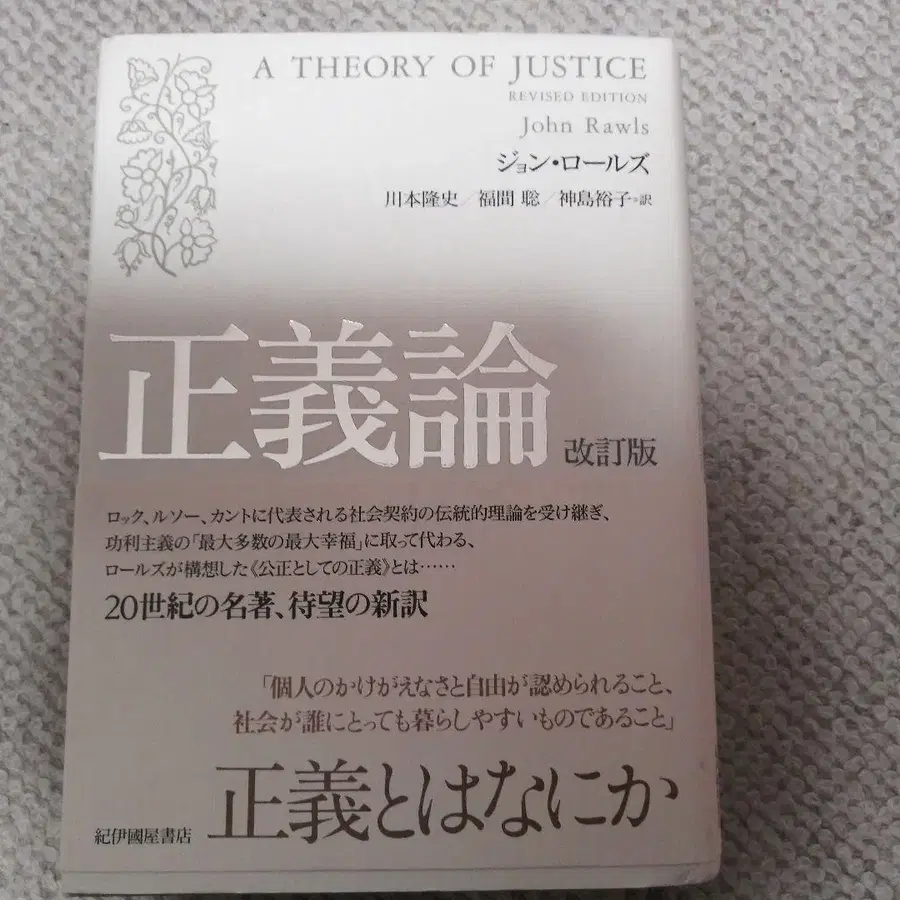 A THEORY OF JUSTICE
REVISED EDITION
John Rawls
ジョン・ロールズ
川本隆史／福間 聡／神島裕子・訳
正義論 改訂版
ロック、ルソー、カントに代表される社会契約の伝統的理論を受け継ぎ、
功利主義の「最大多数の最大幸福」に取って代わる、
ロールズが構想した《公正としての正義》とは……
20世紀の名著、待望の新訳
「個人のかけがえなさと自由が認められること、
社会が誰にとっても暮らしやすいものであること」
正義とはなにか
紀伊國屋書店